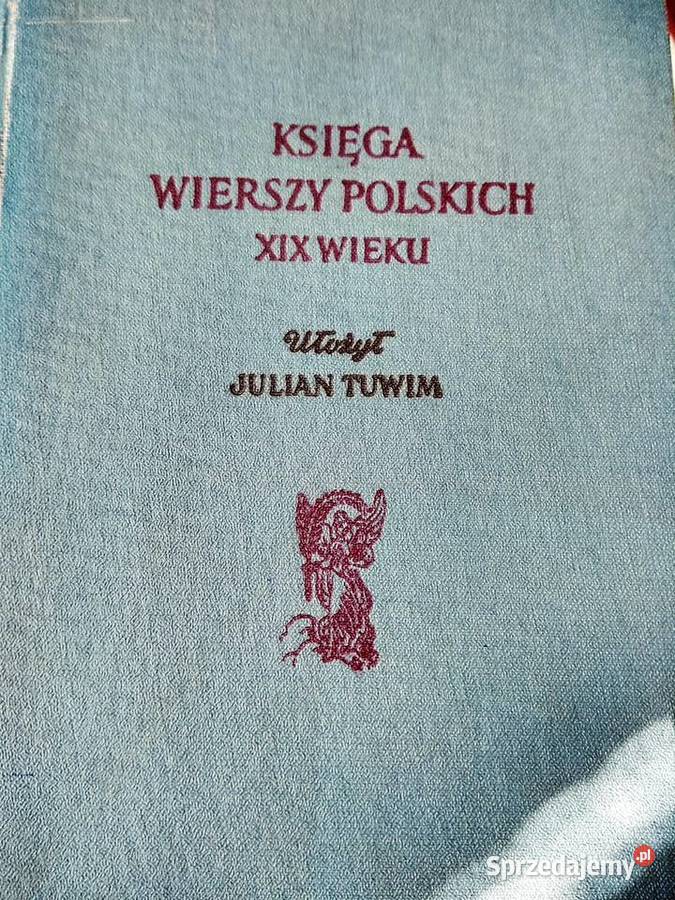 KSIĘGA
WIERSZY POLSKICH
XIX WIEKU
Ułożył
JULIAN TUWIM
Sprzedajemy.pl